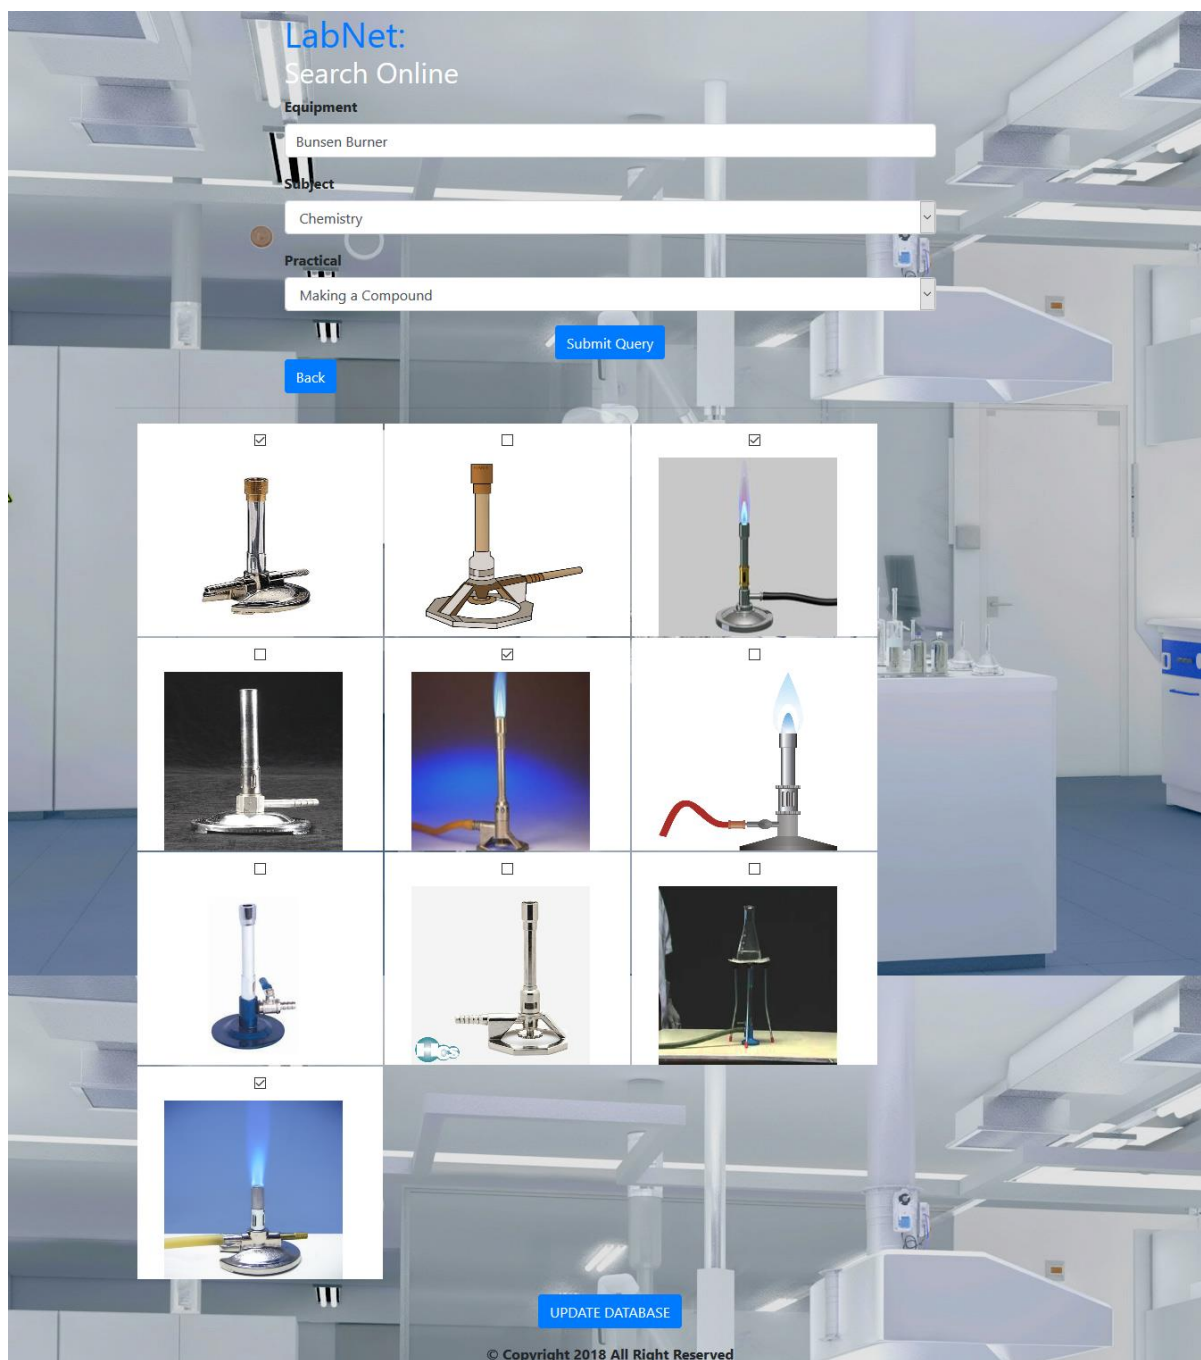 LabNet:
Search Online
Equipment
Bunsen Burner
Subject
Chemistry
Practical
Making a Compound
Submit Query
Back
UPDATE DATABASE
© Copyright 2018 All Right Reserved